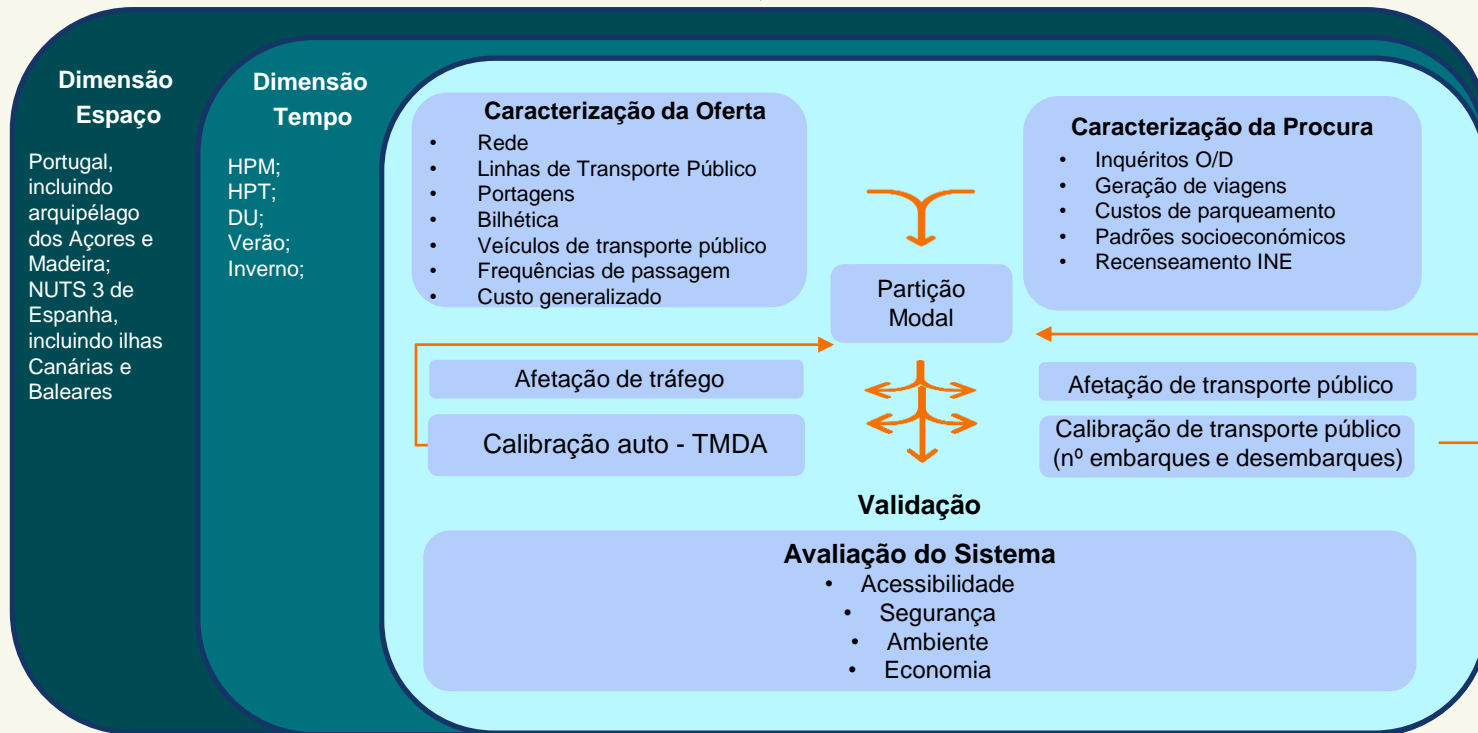 Dimensão
Espaço
Portugal,
incluindo
arquipélago
dos Açores e
Madeira;
NUTS 3 de
Espanha,
incluindo ilhas
Canárias e
Baleares
Dimensão
Tempo
HPM;
HPT;
DU;
Verão;
Inverno;
Caracterização da Oferta
• Rede
• Linhas de Transporte Público
• Portagens
• Bilhética
• Veículos de transporte público
• Frequências de passagem
• Custo generalizado
Caracterização da Procura
• Inquéritos O/D
• Geração de viagens
• Custos de parqueamento
• Padrões socioeconómicos
• Recenseamento INE
Partição
Modal
Afetação de tráfego
Calibração auto - TMDA
Afetação de transporte público
Calibração de transporte público
(nº embarques e desembarques)
Validação
Avaliação do Sistema
• Acessibilidade
• Segurança
• Ambiente
• Economia